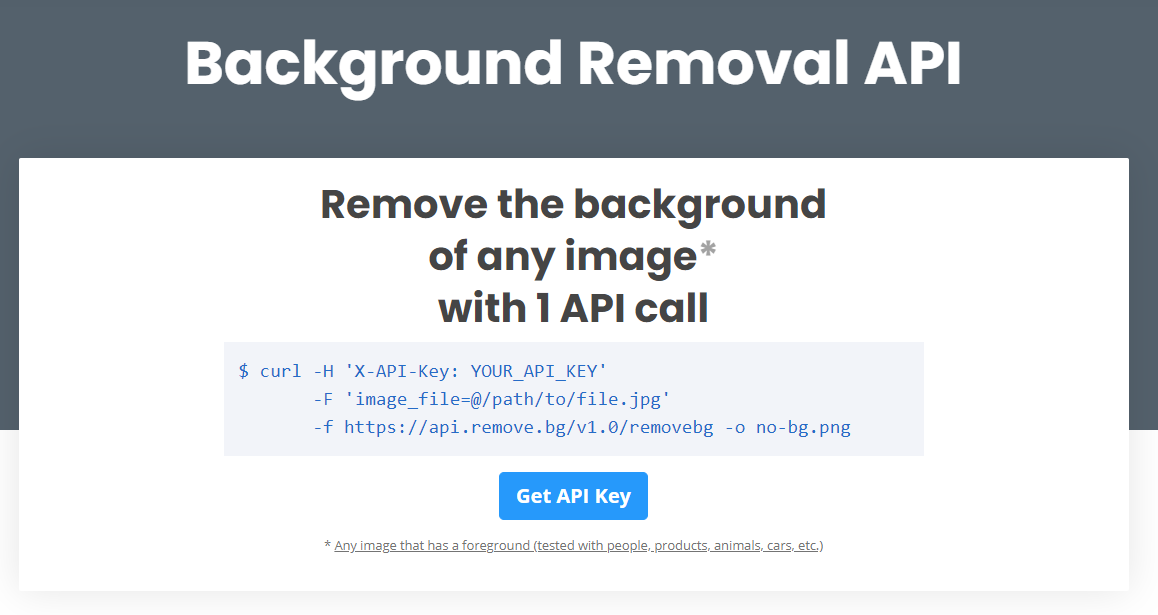 Background Removal API
Remove the background
of any image*
with 1 API call
$ curl -H 'X-API-Key: YOUR_API_KEY'
-F 'image_file=@/path/to/file.jpg'
-f https://api.remove.bg/v1.0/removebg -o no-bg.png
Get API Key
* Any image that has a foreground (tested with people, products, animals, cars, etc.)